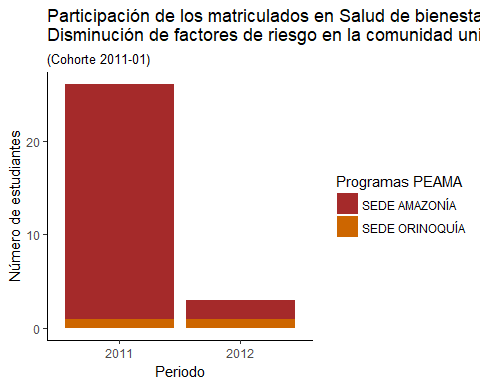 Participación de los matriculados en Salud de bienesta
Disminución de factores de riesgo en la comunidad uni
(Cohorte 2011-01)
Número de estudiantes
20
10
0
2011
2012
Periodo
Programas PEAMA
SEDE AMAZONÍA
SEDE ORINOQUÍA